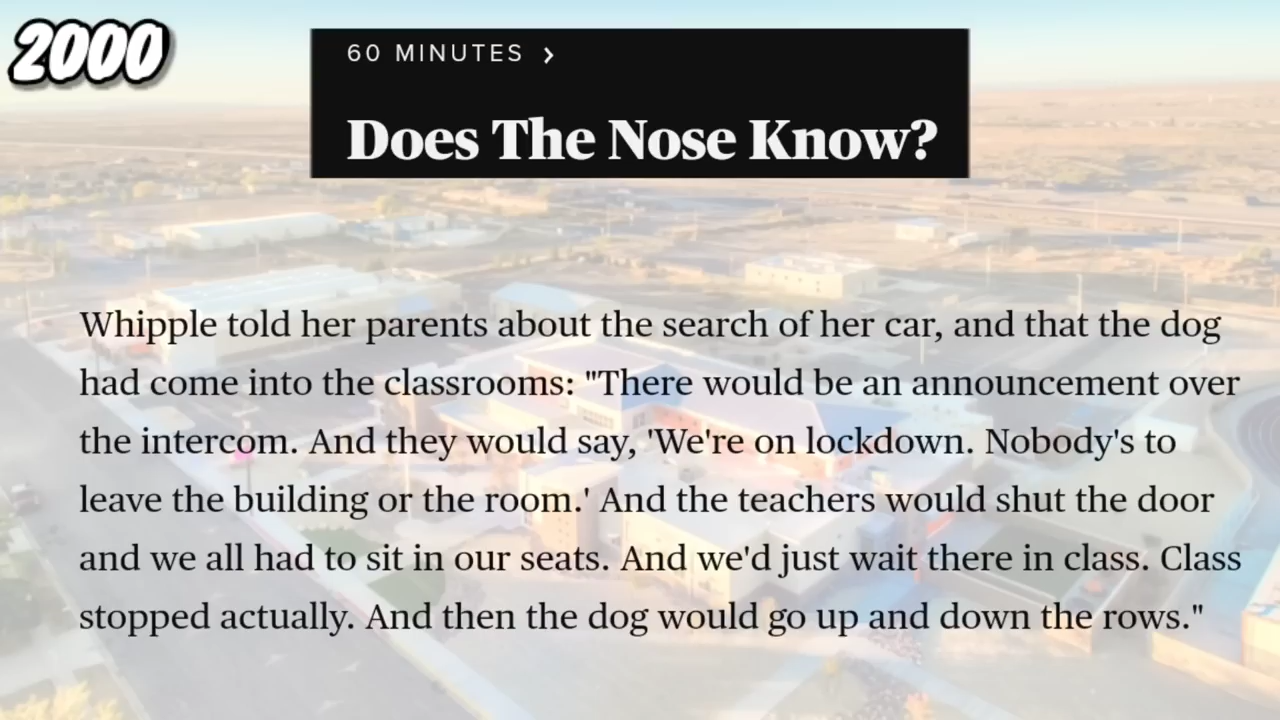 2000
60 MINUTES >
Does The Nose Know?
Whipple told her parents about the search of her car, and that the dog
had come into the classrooms: "There would be an announcement over
the intercom. And they would say, 'We're on lockdown. Nobody's to
leave the building or the room.' And the teachers would shut the door
and we all had to sit in our seats. And we'd just wait there in class. Class
stopped actually. And then the dog would go up and down the rows."